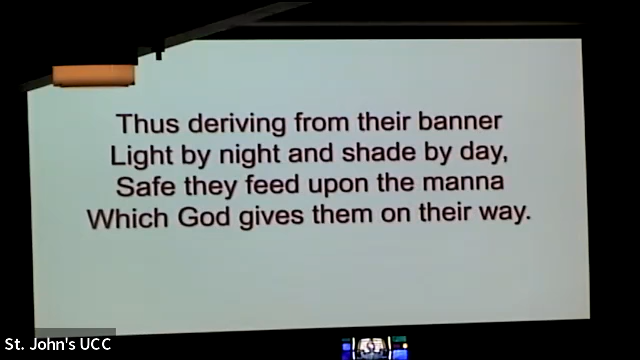 Thus deriving from their banner
Light by night and shade by day,
Safe they feed upon the manna
Which God gives them on their way.
St. John's UCC